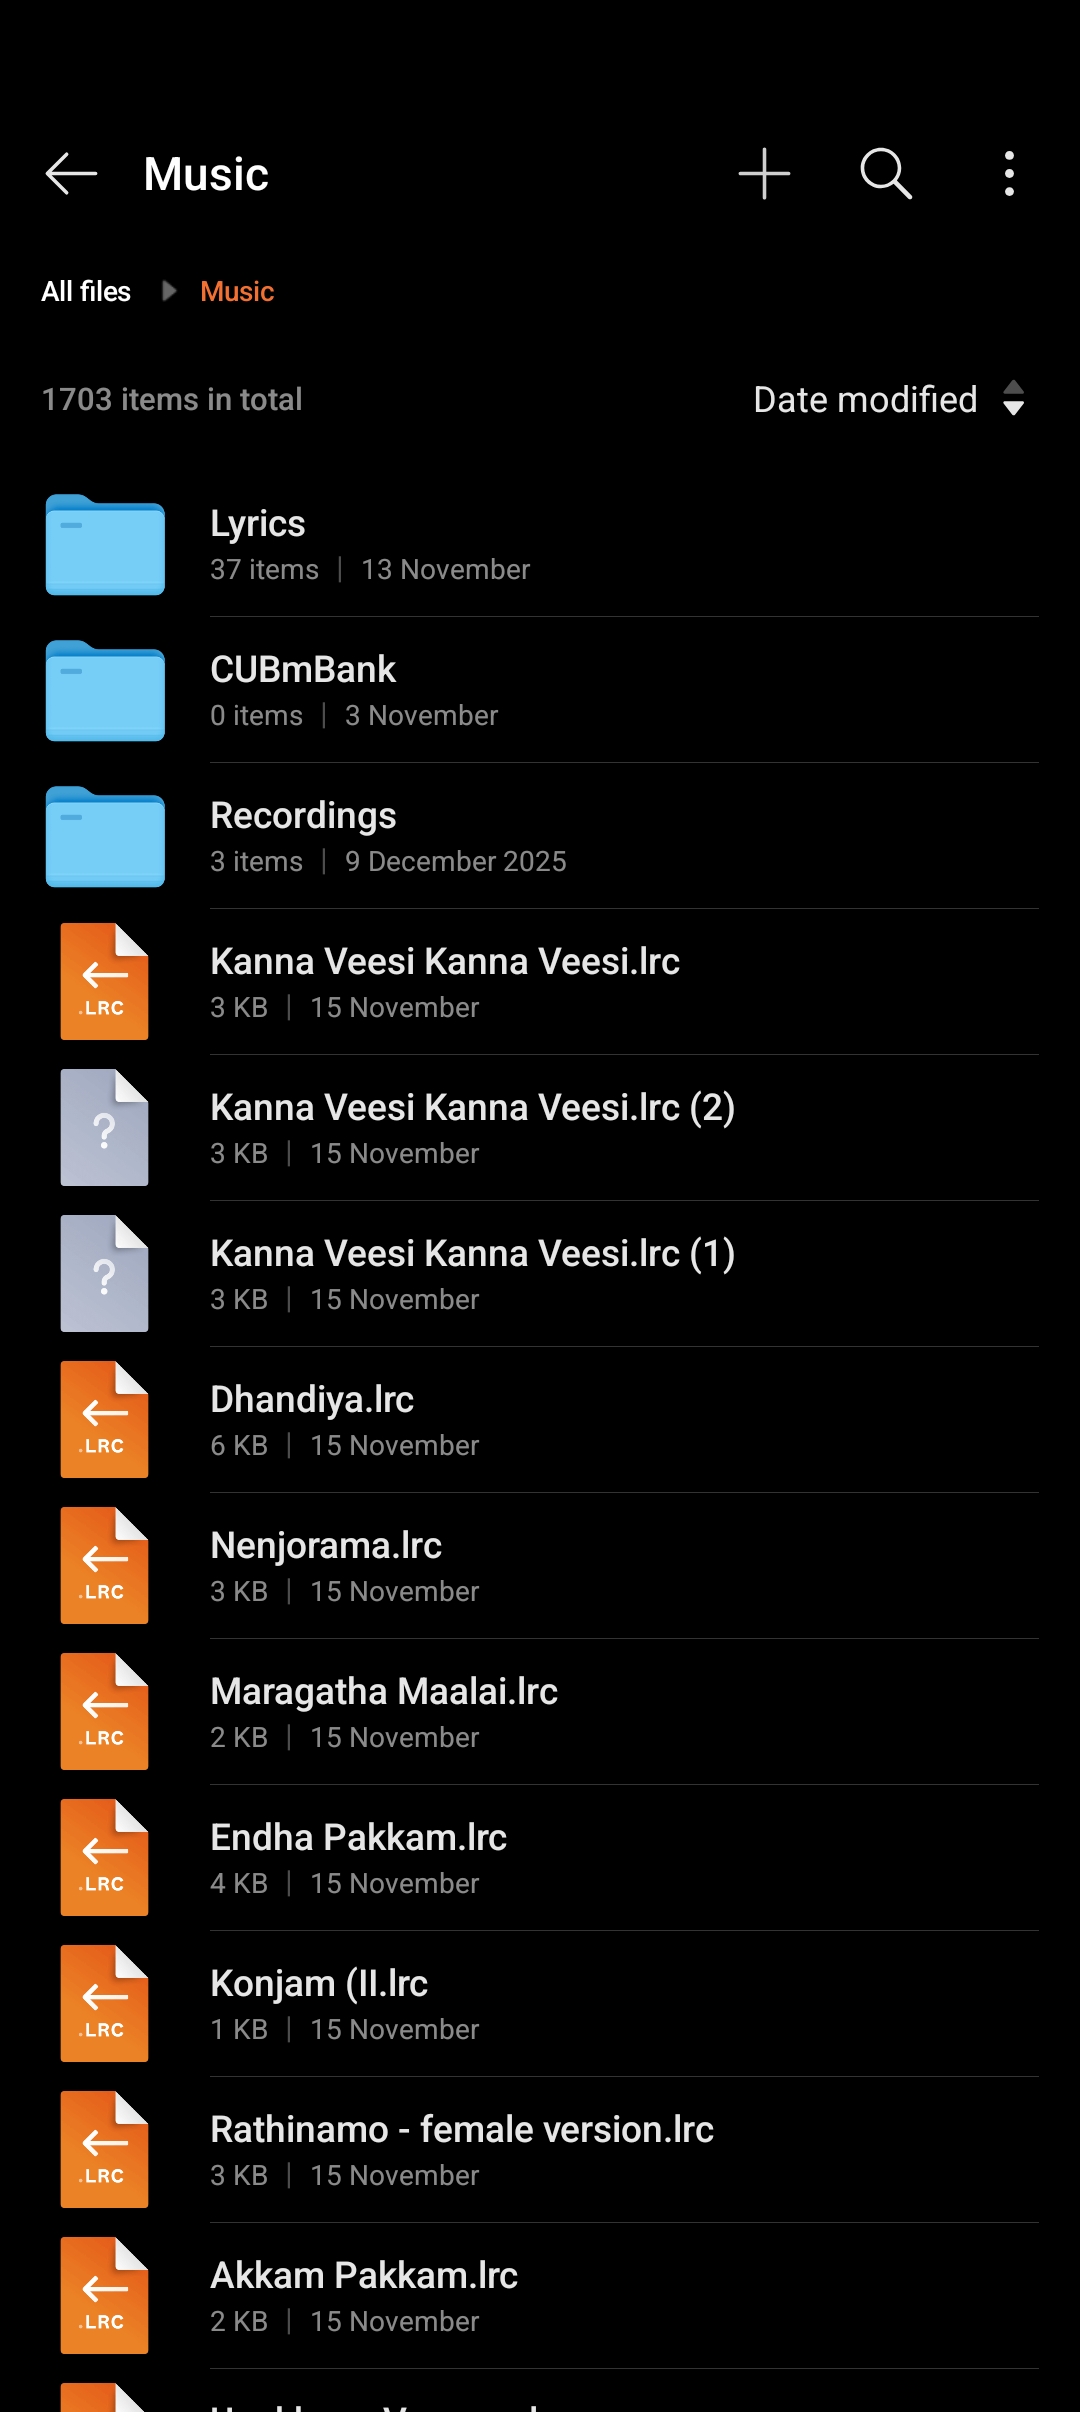 Music
All files Music
1703 items in total Date modified
Lyrics
37 items | 13 November
CUBmBank
0 items | 3 November
Recordings
3 items | 9 December 2025
Kanna Veesi Kanna Veesi.lrc
.LRC
3 KB | 15 November
Kanna Veesi Kanna Veesi.lrc (2)
?
3 KB | 15 November
Kanna Veesi Kanna Veesi.lrc (1)
?
3 KB | 15 November
Dhandiya.lrc
.LRC
6 KB | 15 November
Nenjorama.lrc
.LRC
3 KB | 15 November
Maragatha Maalai.lrc
.LRC
2 KB | 15 November
Endha Pakkam.lrc
.LRC
4 KB | 15 November
Konjam (II.lrc
.LRC
1 KB | 15 November
Rathinamo - female version.lrc
.LRC
3 KB | 15 November
Akkam Pakkam.lrc
.LRC
2 KB | 15 November